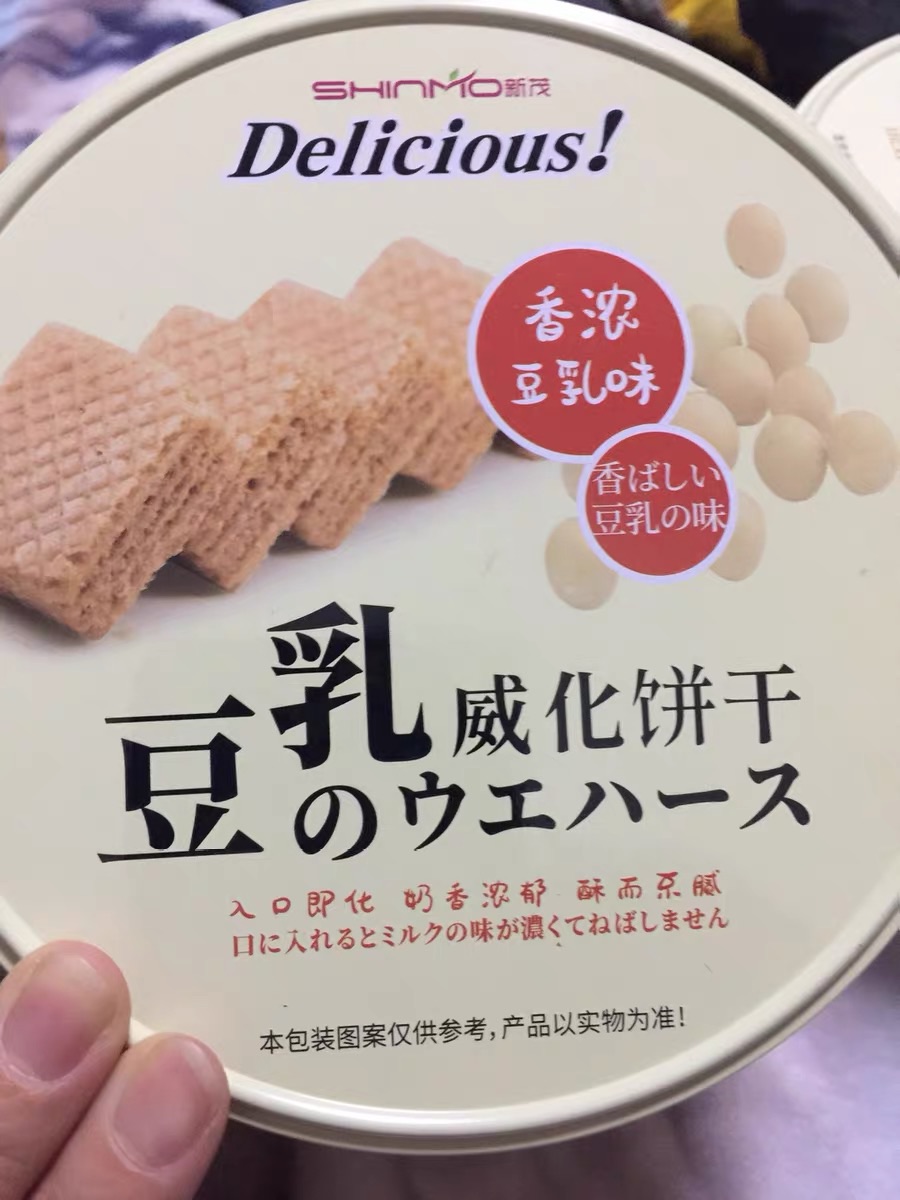 SHINMO新茂
Delicious!
香浓
豆乳味
香ばしい
豆乳の味
豆乳威化饼干
のウエハース
入口即化 奶香浓郁 酥而不腻
口に入れるとミルクの味が濃くてねばしません
本包装图案仅供参考,产品以实物为准!